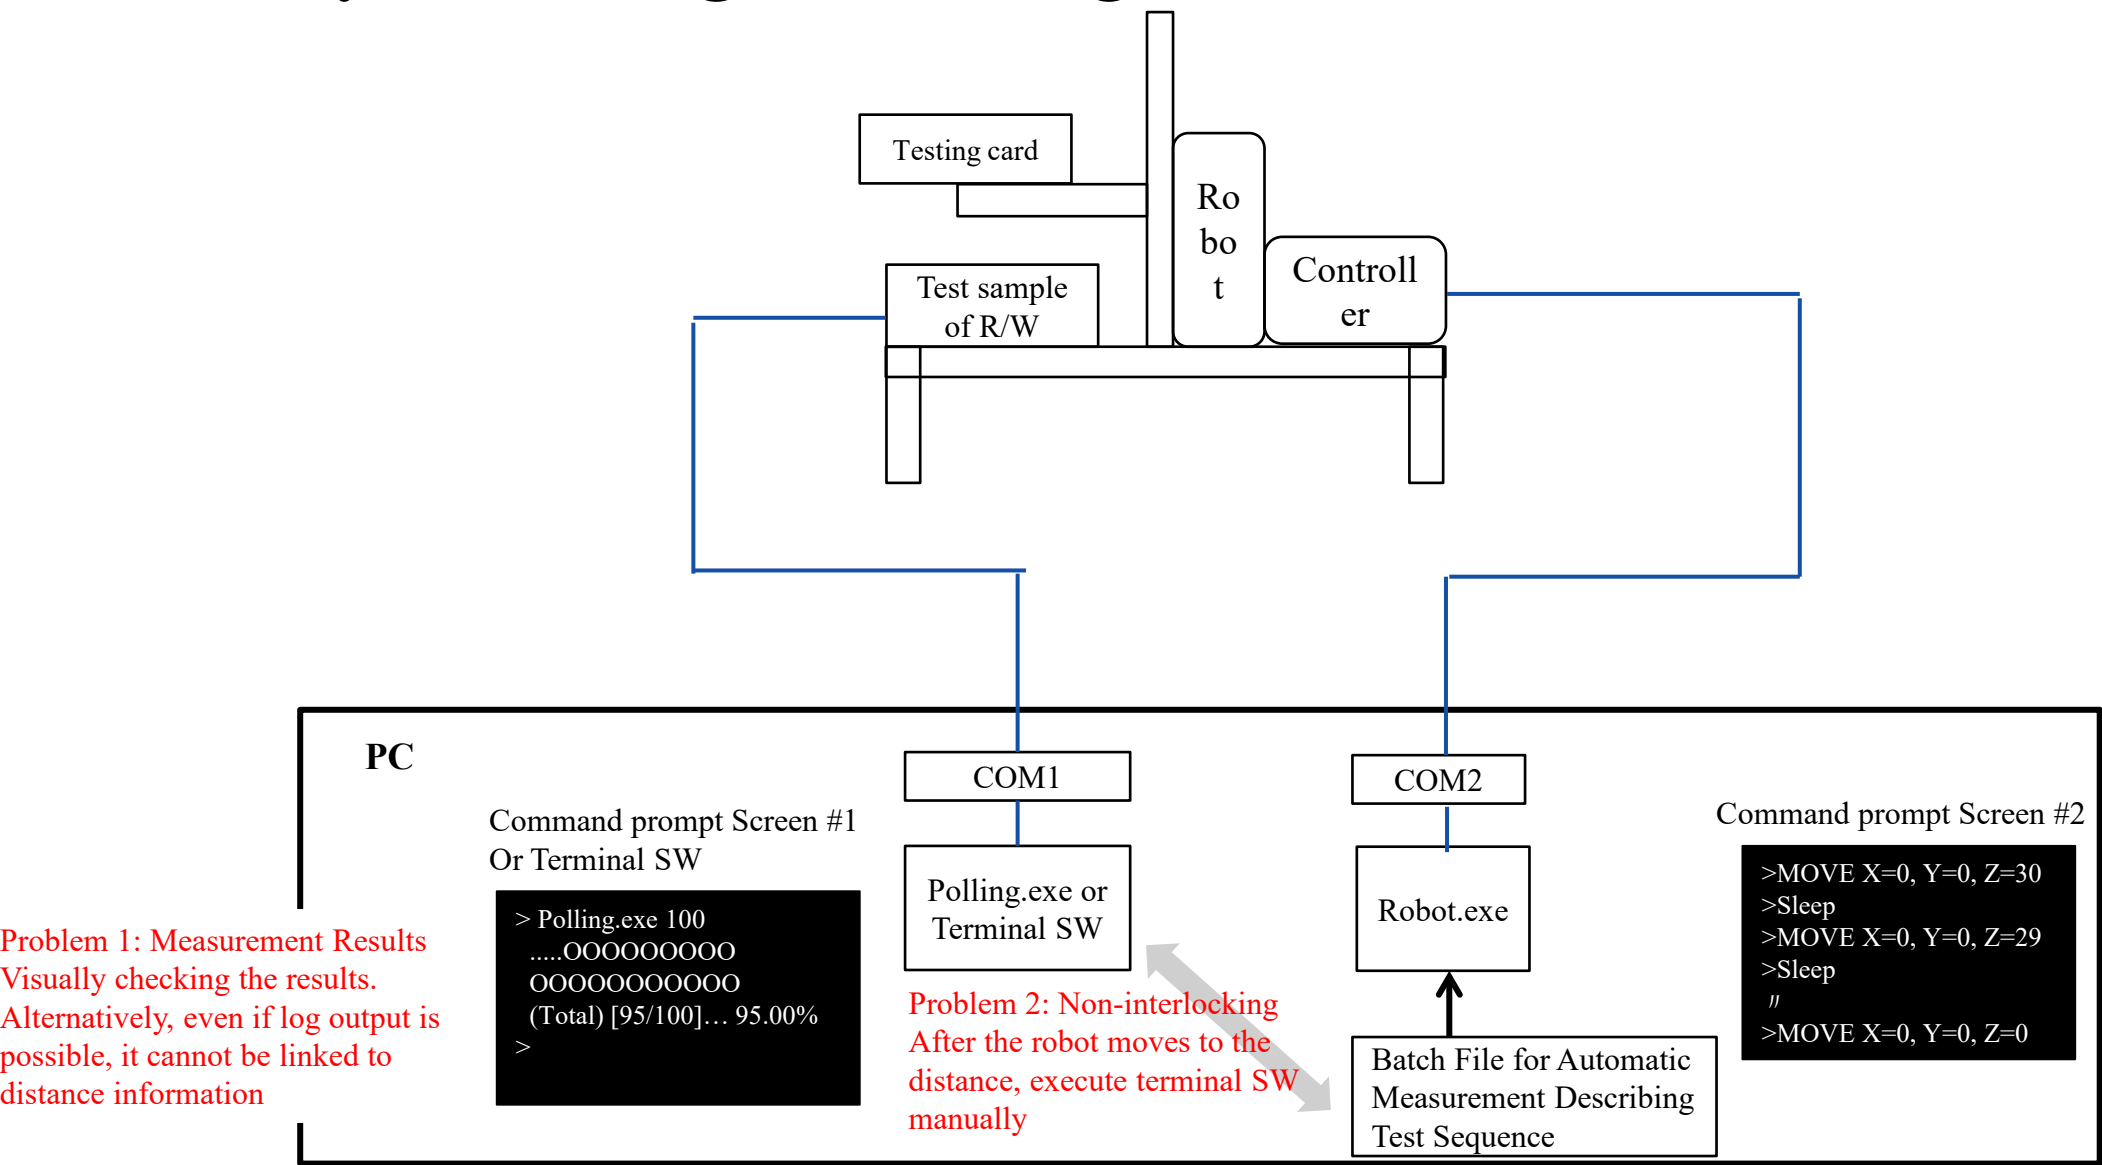 Testing card
Ro
bo
t
Controll
er
Test sample
of R/W
PC
COM1
COM2
Command prompt Screen #1
Or Terminal SW
Command prompt Screen #2
> Polling.exe 100
.....OOOOOOOOO
OOOOOOOOOOO
(Total) [95/100]… 95.00%
>
Polling.exe or
Terminal SW
Robot.exe
>MOVE X=0, Y=0, Z=30
>Sleep
>MOVE X=0, Y=0, Z=29
>Sleep
〃
>MOVE X=0, Y=0, Z=0
Problem 1: Measurement Results
Visually checking the results.
Alternatively, even if log output is
possible, it cannot be linked to
distance information
Problem 2: Non-interlocking
After the robot moves to the
distance, execute terminal SW
manually
Batch File for Automatic
Measurement Describing
Test Sequence